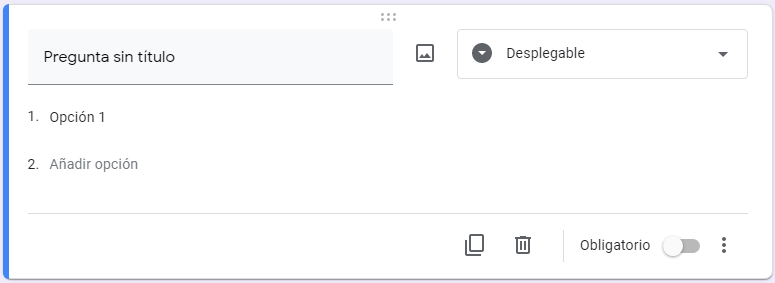 Pregunta sin título
Desplegable
1. Opción 1
2. Añadir opción
Obligatorio